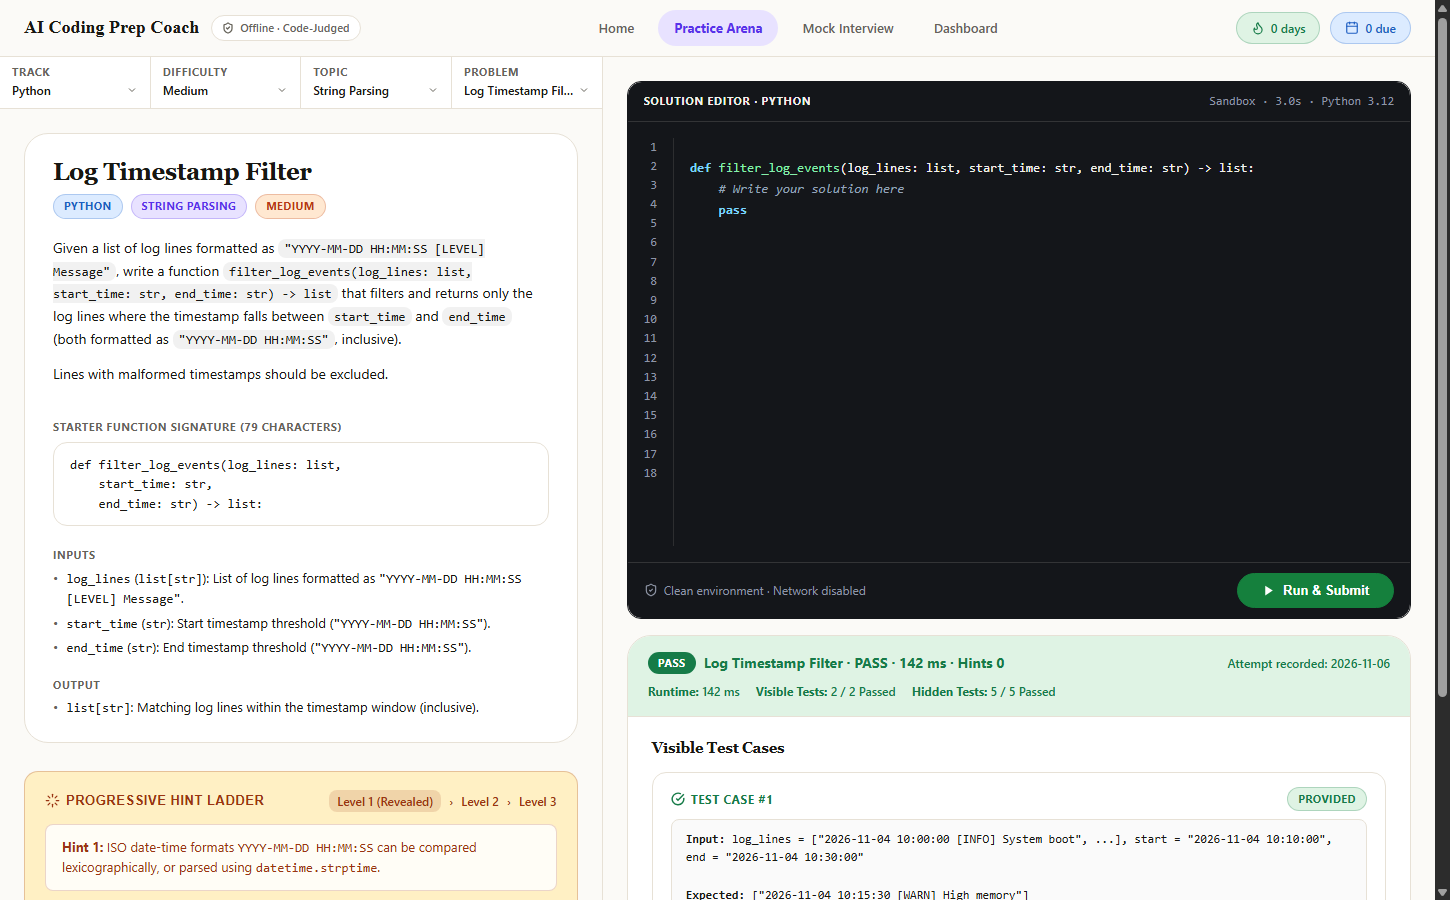 AI Coding Prep Coach
Offline · Code-Judged
Home
Practice Arena
Mock Interview
Dashboard
0 days
0 due
TRACK
Python
DIFFICULTY
Medium
TOPIC
String Parsing
PROBLEM
Log Timestamp Fil...
Log Timestamp Filter
PYTHON
STRING PARSING
MEDIUM
Given a list of log lines formatted as "YYYY-MM-DD HH:MM:SS [LEVEL]
Message", write a function filter_log_events(log_lines: list,
start_time: str, end_time: str) -> list that filters and returns only the
log lines where the timestamp falls between start_time and end_time
(both formatted as "YYYY-MM-DD HH:MM:SS", inclusive).
Lines with malformed timestamps should be excluded.
STARTER FUNCTION SIGNATURE (79 CHARACTERS)
def filter_log_events(log_lines: list,
    start_time: str,
    end_time: str) -> list:
INPUTS
• log_lines (list[str]): List of log lines formatted as "YYYY-MM-DD HH:MM:SS
[LEVEL] Message".
• start_time (str): Start timestamp threshold ("YYYY-MM-DD HH:MM:SS").
• end_time (str): End timestamp threshold ("YYYY-MM-DD HH:MM:SS").
OUTPUT
• list[str]: Matching log lines within the timestamp window (inclusive).
PROGRESSIVE HINT LADDER
Level 1 (Revealed) › Level 2 › Level 3
Hint 1: ISO date-time formats YYYY-MM-DD HH:MM:SS can be compared
lexicographically, or parsed using datetime.strptime.
SOLUTION EDITOR · PYTHON
Sandbox · 3.0s · Python 3.12
1
2 def filter_log_events(log_lines: list, start_time: str, end_time: str) -> list:
3     # Write your solution here
4     pass
5
6
7
8
9
10
11
12
13
14
15
16
17
18
Clean environment · Network disabled
Run & Submit
PASS Log Timestamp Filter · PASS · 142 ms · Hints 0
Attempt recorded: 2026-11-06
Runtime: 142 ms Visible Tests: 2 / 2 Passed Hidden Tests: 5 / 5 Passed
Visible Test Cases
TEST CASE #1
PROVIDED
Input: log_lines = ["2026-11-04 10:00:00 [INFO] System boot", ...], start = "2026-11-04 10:10:00",
end = "2026-11-04 10:30:00"
Expected: ["2026-11-04 10:15:30 [WARN] High memory"]